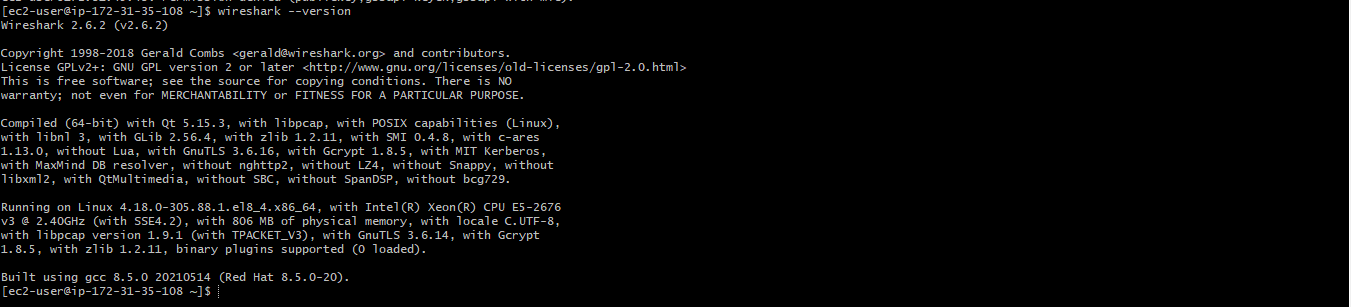 [ec2-user@ip-172-31-35-108 ~]$ wireshark --version
Wireshark 2.6.2 (v2.6.2)
Copyright 1998-2018 Gerald Combs <gerald@wireshark.org> and contributors.
License GPLv2+: GNU GPL version 2 or later <http://www.gnu.org/licenses/old-licenses/gpl-2.0.html>
This is free software; see the source for copying conditions. There is NO
warranty; not even for MERCHANTABILITY or FITNESS FOR A PARTICULAR PURPOSE.
Compiled (64-bit) with Qt 5.15.3, with libpcap, with POSIX capabilities (Linux),
with libnl 3, with GLib 2.56.4, with zlib 1.2.11, with SMI 0.4.8, with c-ares
1.13.0, without Lua, with GnuTLS 3.6.16, with Gcrypt 1.8.5, with MIT Kerberos,
with MaxMind DB resolver, without nghttp2, without LZ4, without Snappy, without
libxml2, with QtMultimedia, without SBC, without SpanDSP, without bcg729.
Running on Linux 4.18.0-305.88.1.el8_4.x86_64, with Intel(R) Xeon(R) CPU E5-2676
v3 @ 2.40GHz (with SSE4.2), with 806 MB of physical memory, with locale C.UTF-8,
with libpcap version 1.9.1 (with TPACKET_V3), with GnuTLS 3.6.14, with Gcrypt
1.8.5, with zlib 1.2.11, binary plugins supported (0 loaded).
Built using gcc 8.5.0 20210514 (Red Hat 8.5.0-20).
[ec2-user@ip-172-31-35-108 ~]$